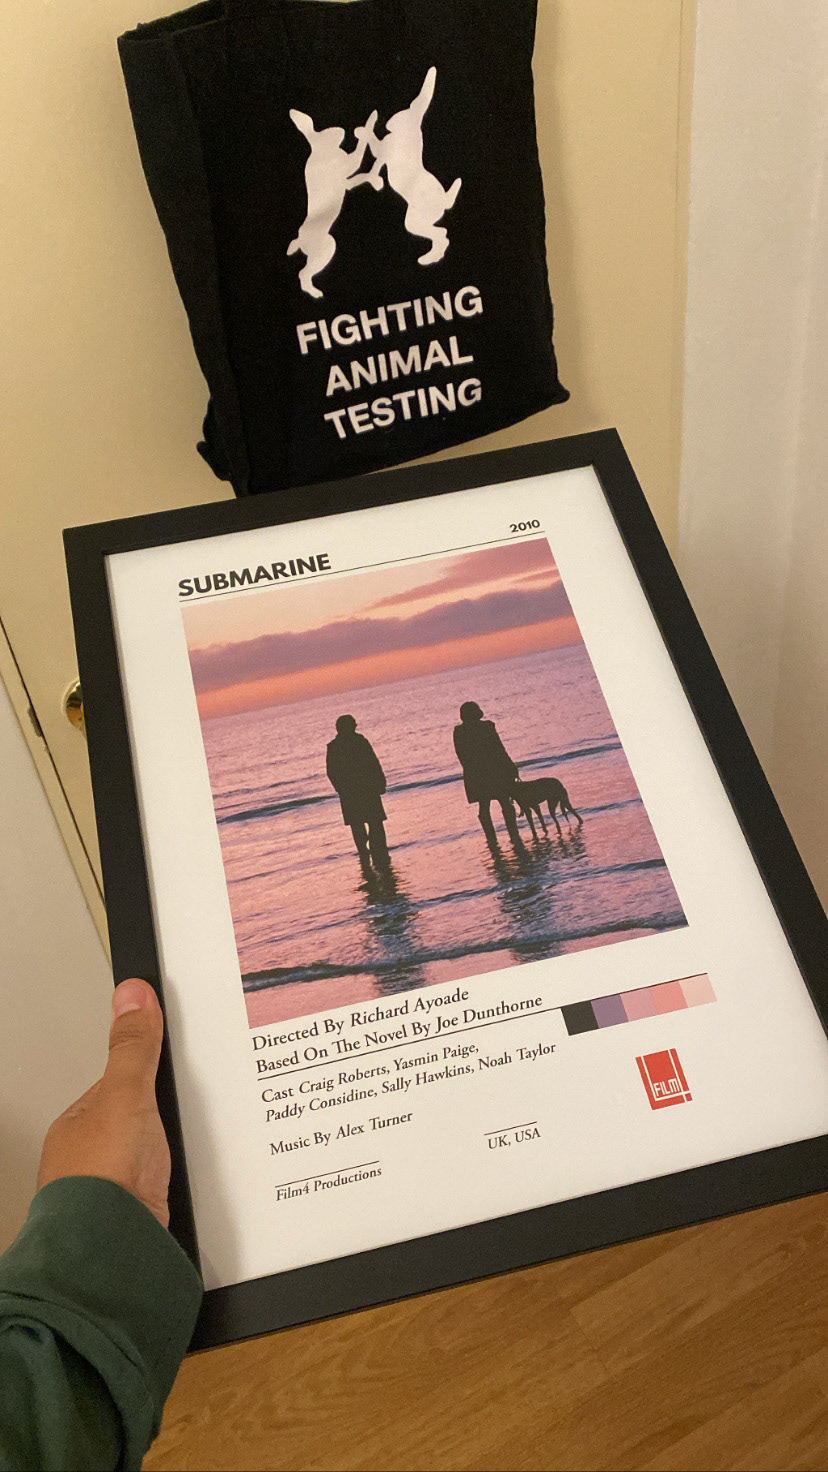 FIGHTING
ANIMAL
TESTING
2010
SUBMARINE
Directed By Richard Ayoade
Based On The Novel By Joe Dunthorne
Cast Craig Roberts, Yasmin Paige,
Paddy Considine, Sally Hawkins, Noah Taylor
Music By Alex Turner
Film4 Productions
UK, USA
FILM4